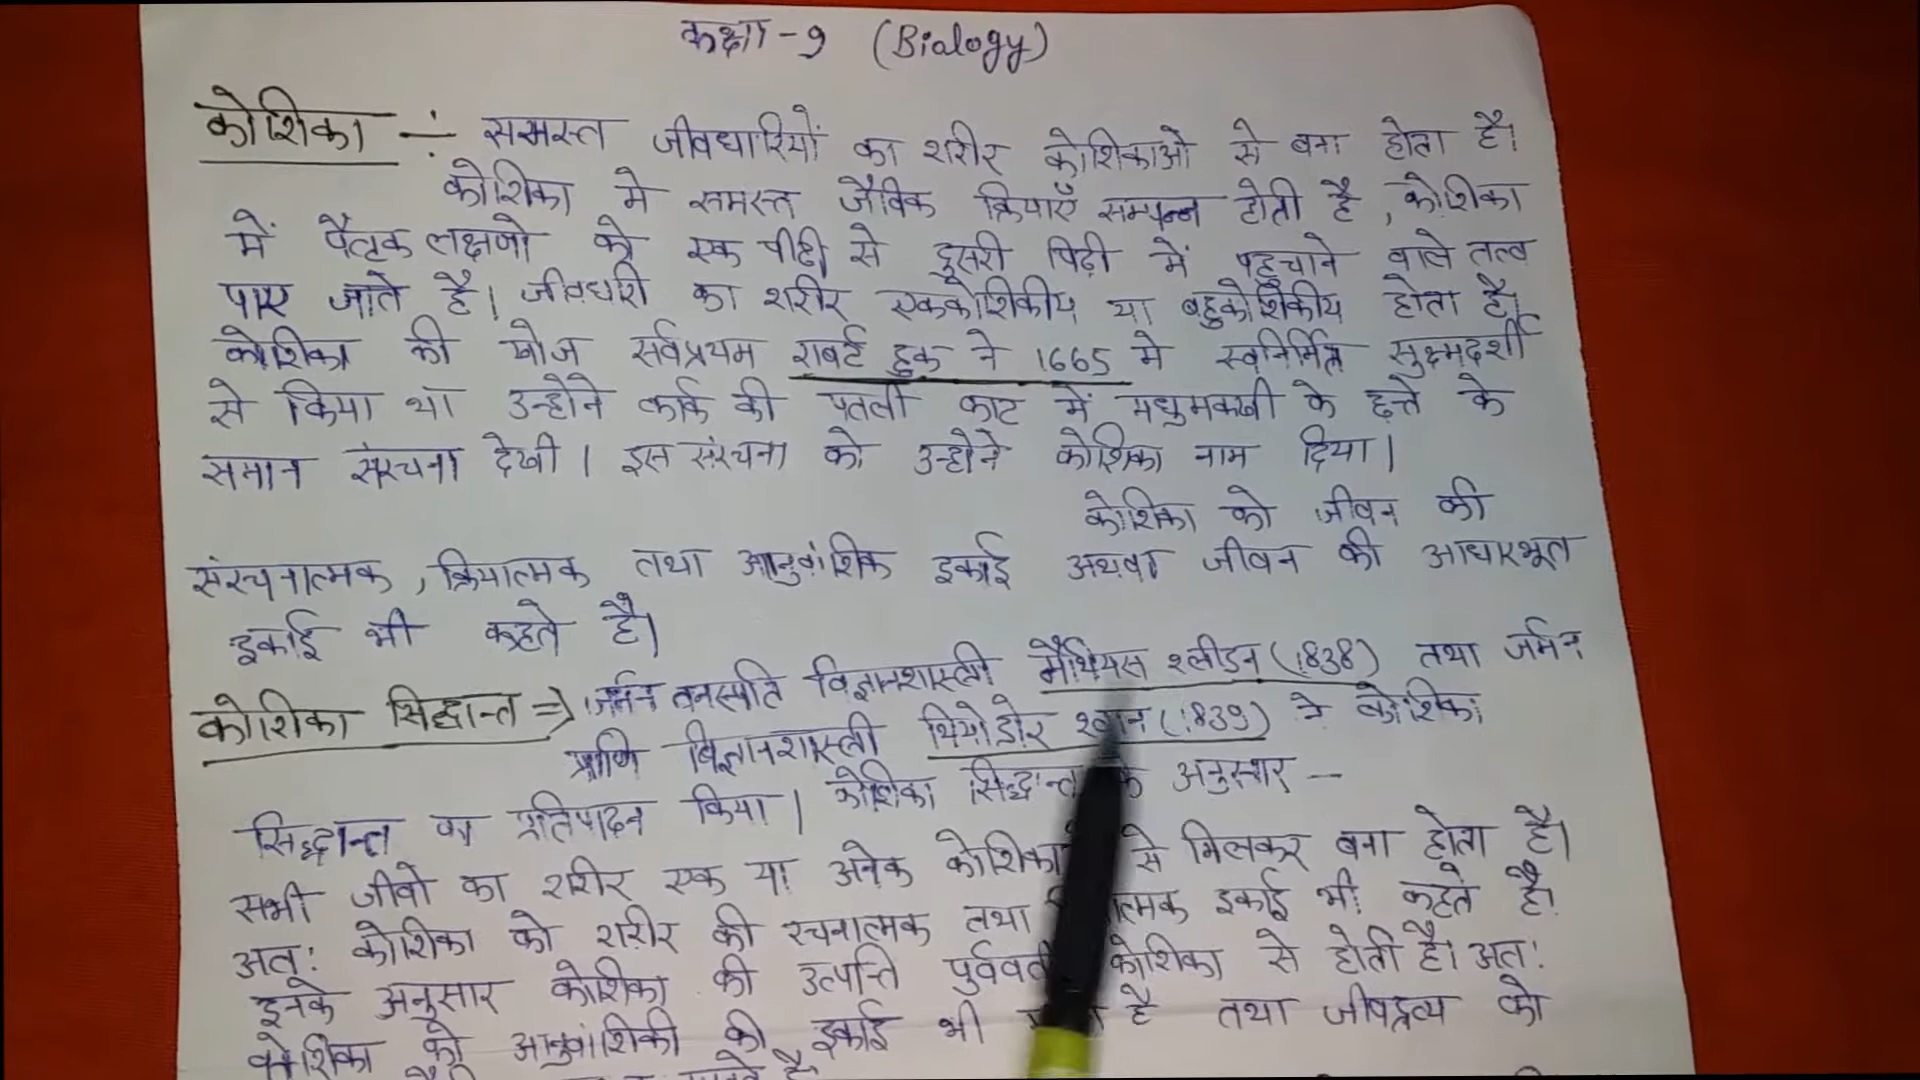 कक्षा-9 (Biology)
कोशिका ÷ समस्त जीवधारियों का शरीर कोशिकाओ से बना होता है।
कोशिका मे समस्त जैविक क्रियाएँ सम्पन्न होती है, कोशिका
में पैतृक लक्षणो को एक पीढी से दूसरी पिढ़ी में पहुचाने वाले तत्व
पाए जाते है। जीवधारी का शरीर एककोशिकीय या बहुकोशिकीय होता है।
कोशिका की खोज सर्वप्रथम राबर्ट हुक ने 1665 मे स्वनिर्मित सुक्ष्मदर्शी
से किया था उन्होने कार्क की पतली काट में मधुमक्खी के छत्ते के
समान संरचना देखी। इस संरचना को उन्होने कोशिका नाम दिया।
कोशिका को जीवन की
संरचनात्मक, क्रियात्मक तथा आनुवांशिक इकाई अथवा जीवन की आधारभूत
इकाई भी कहते है।
कोशिका सिद्धान्त ⇒ जर्मन वनस्पति विज्ञानशास्त्री मैथियस श्लीडन (1838) तथा जर्मन
प्राणि विज्ञानशास्त्री थियोडोर श्वान (1839) ने कोशिका
सिद्धान्त का प्रतिपादन किया। कोशिका सिद्धान्त के अनुसार –
सभी जीवो का शरीर एक या अनेक से मिलकर बना होता है।
अतः कोशिका को शरीर की रचनात्मक तथा इकाई भी कहते है।
इनके अनुसार कोशिका की उत्पत्ति कोशिका से होती है। अतः
कोशिका को आनुवांशिकी की इकाई भी है तथा जीवद्रव्य को